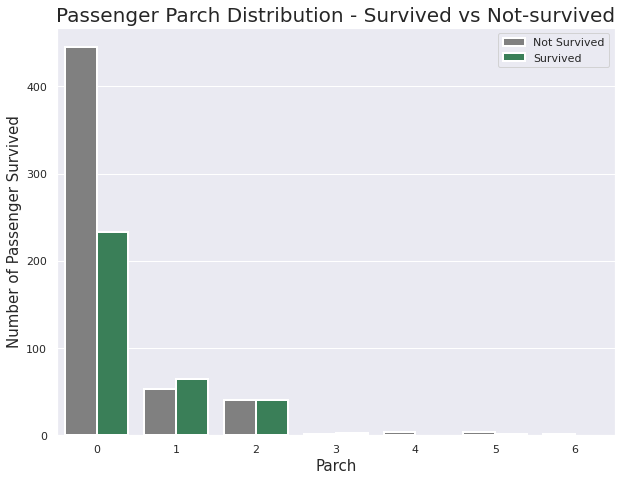 Passenger Parch Distribution - Survived vs Not-survived
Not Survived
Survived
Number of Passenger Survived
400
300
200
100
0
0 1 2 3 4 5 6
Parch